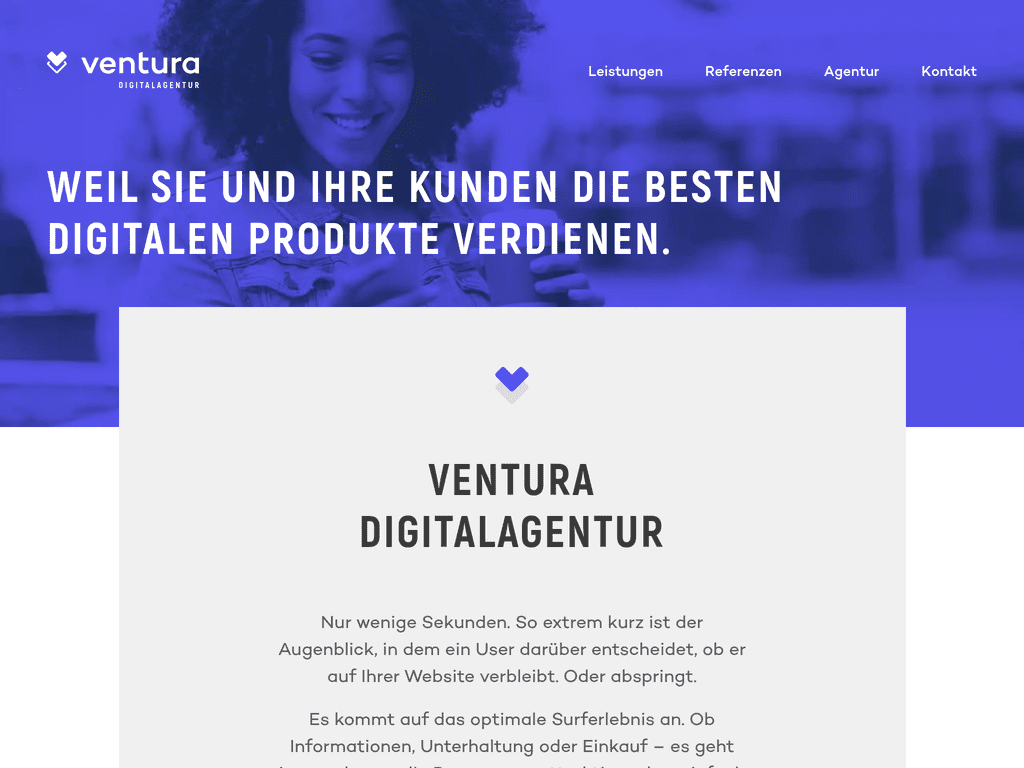 ventura
DIGITALAGENTUR
Leistungen
Referenzen
Agentur
Kontakt
WEIL SIE UND IHRE KUNDEN DIE BESTEN
DIGITALEN PRODUKTE VERDIENEN.
VENTURA
DIGITALAGENTUR
Nur wenige Sekunden. So extrem kurz ist der
Augenblick, in dem ein User darüber entscheidet, ob er
auf Ihrer Website verbleibt. Oder abspringt.
Es kommt auf das optimale Surferlebnis an. Ob
Informationen, Unterhaltung oder Einkauf – es geht